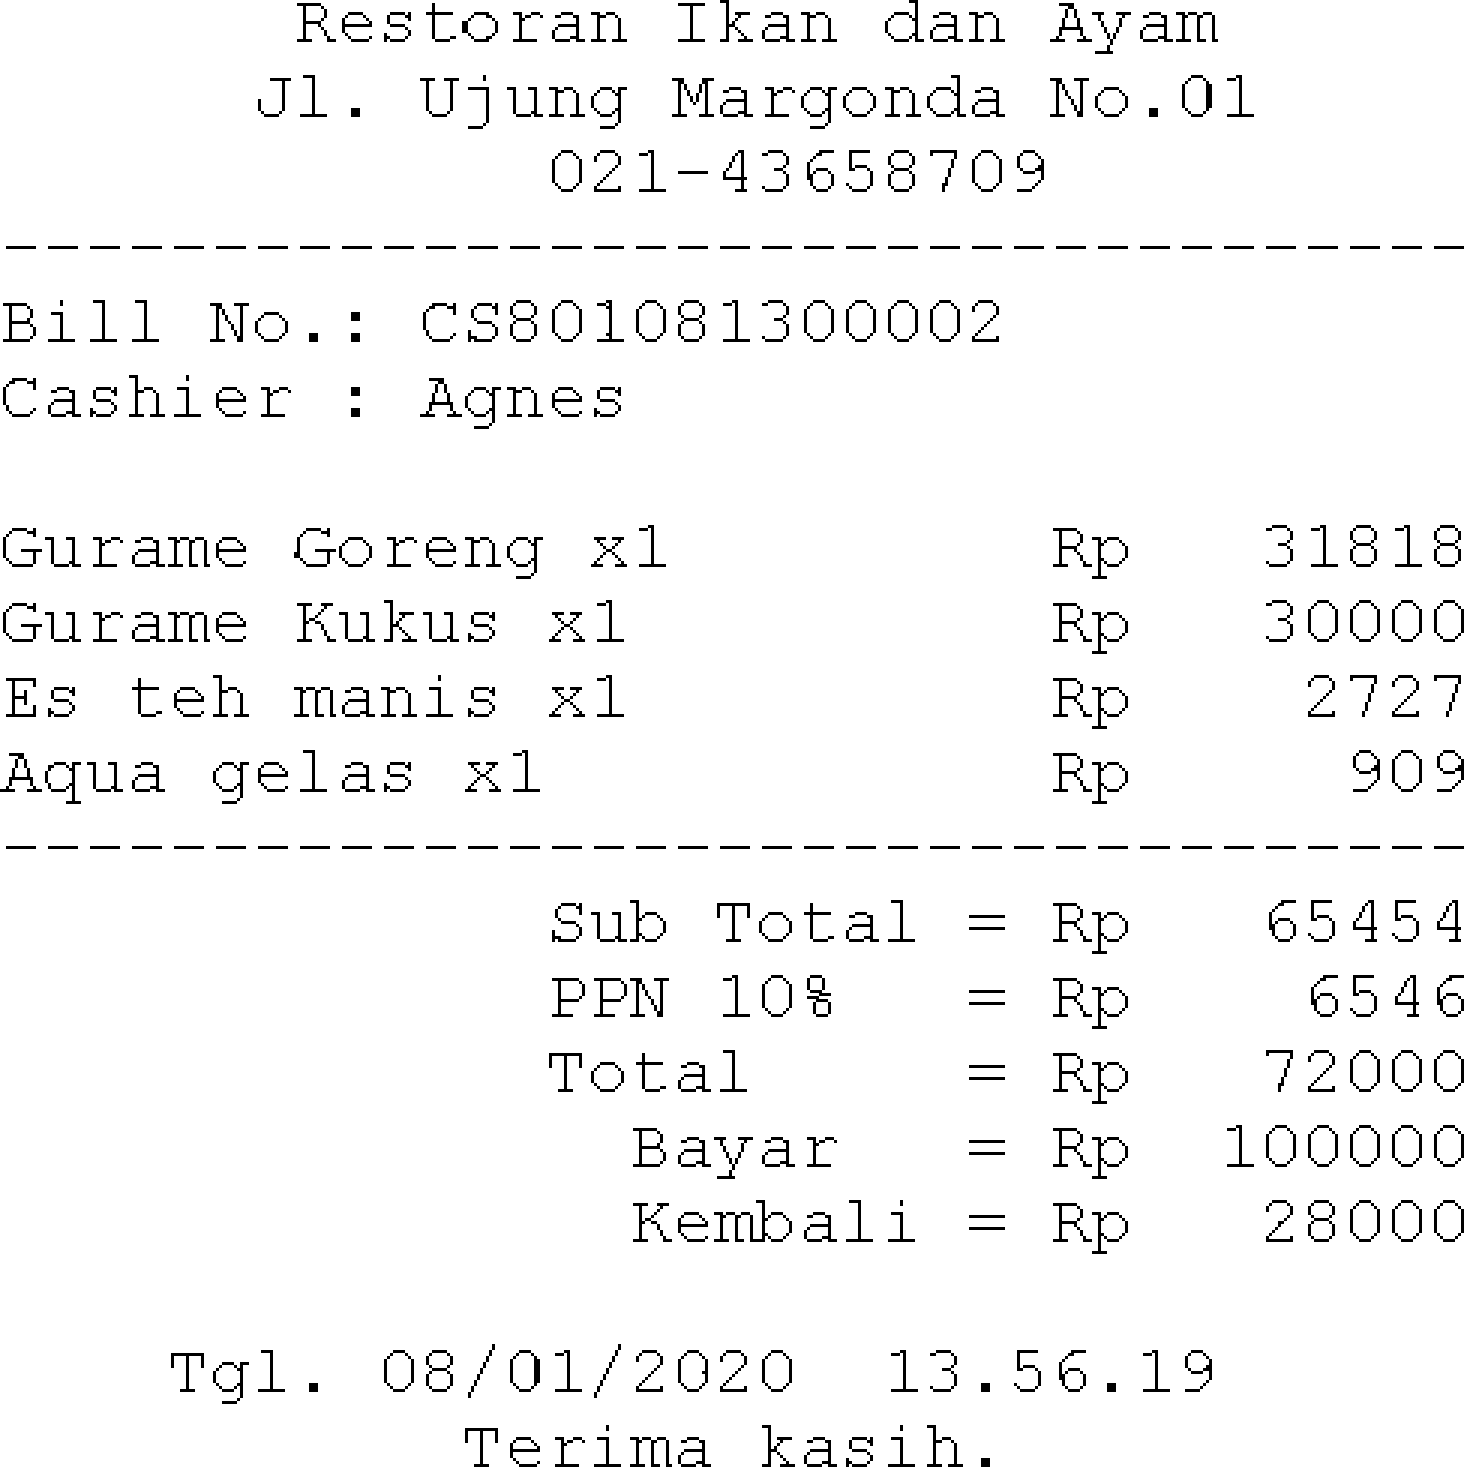 Restoran Ikan dan Ayam
Jl. Ujung Margonda No.01
021-43658709
-----------------------------------
Bill No.: CS801081300002
Cashier : Agnes
Gurame Goreng x1 Rp 31818
Gurame Kukus x1 Rp 30000
Es teh manis x1 Rp 2727
Aqua gelas x1 Rp 909
-----------------------------------
Sub Total = Rp 65454
PPN 10% = Rp 6546
Total = Rp 72000
Bayar = Rp 100000
Kembali = Rp 28000
Tgl. 08/01/2020 13.56.19
Terima kasih.